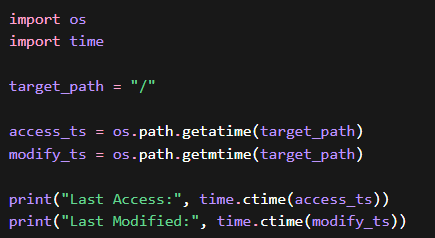 import os
import time
target_path = "/"
access_ts = os.path.getatime(target_path)
modify_ts = os.path.getmtime(target_path)
print("Last Access:", time.ctime(access_ts))
print("Last Modified:", time.ctime(modify_ts))